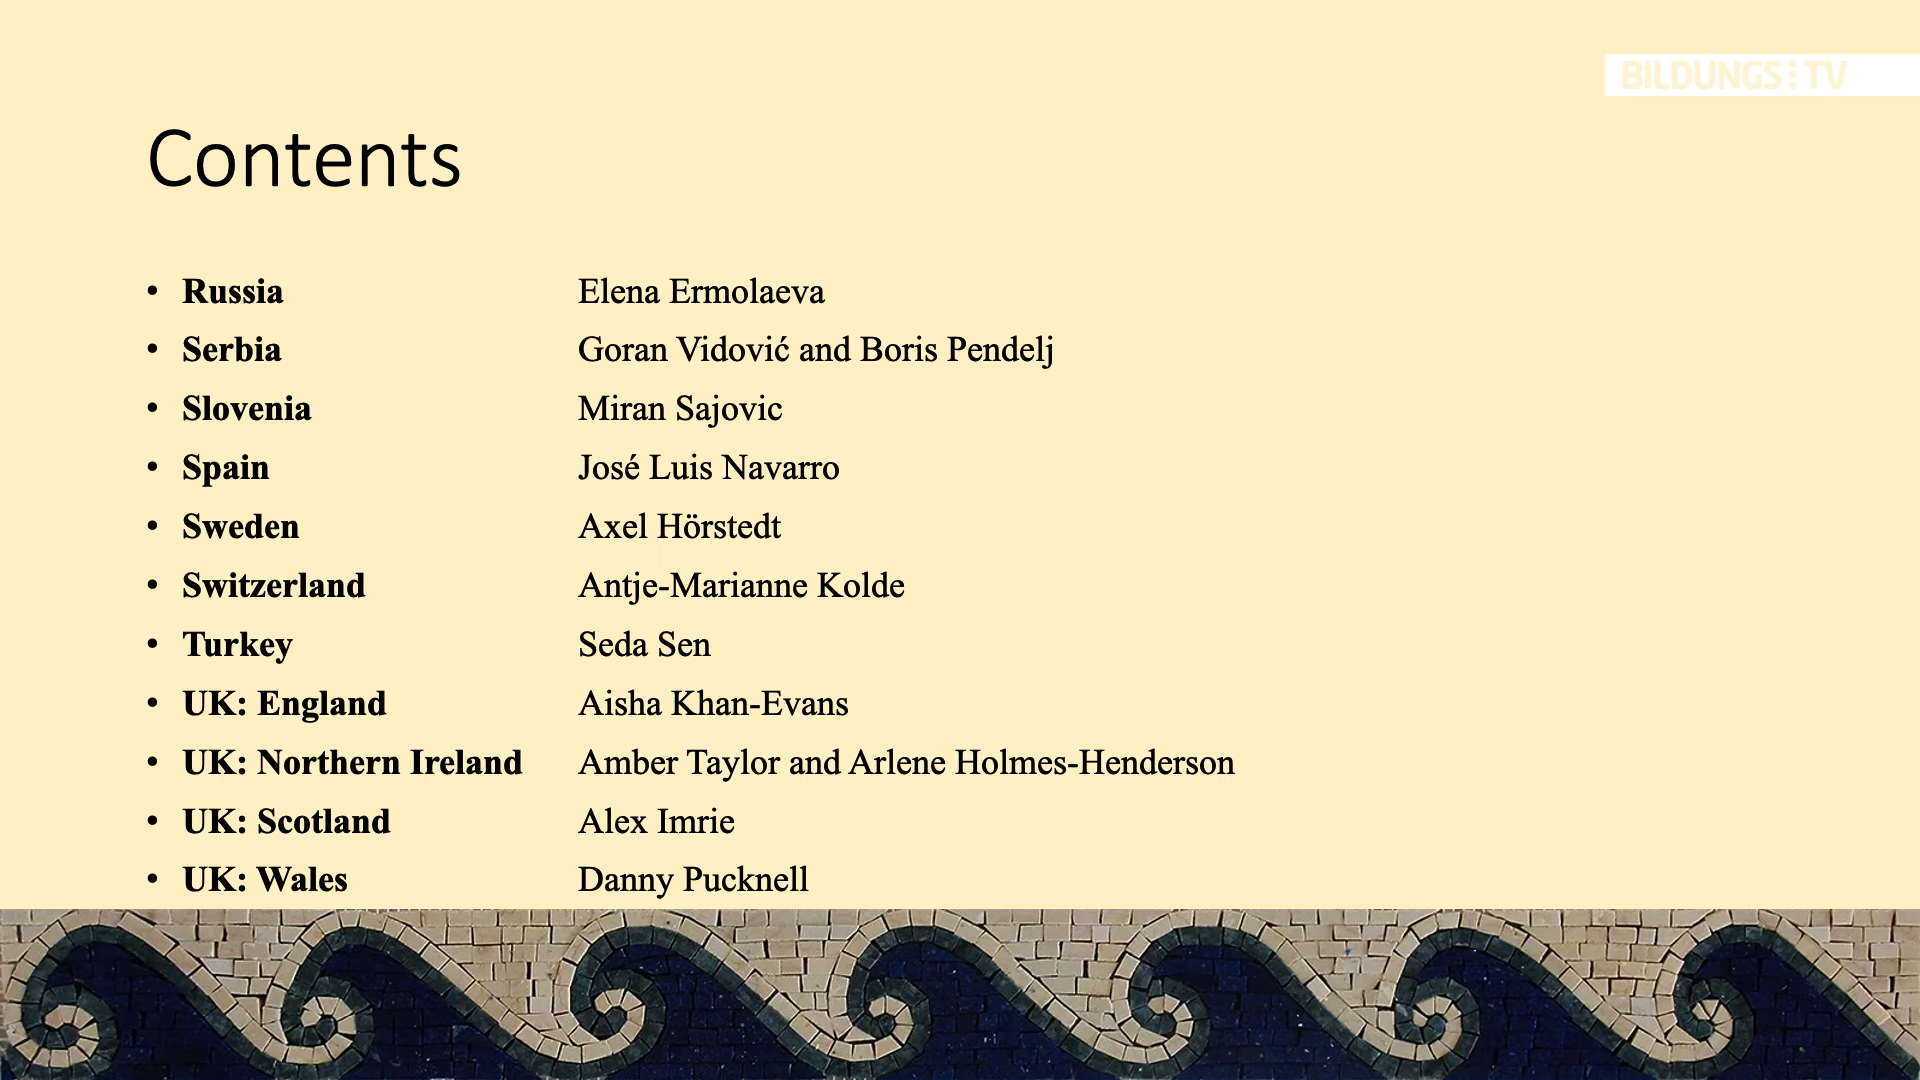 BILDUNGS⋮TV
Contents
• Russia Elena Ermolaeva
• Serbia Goran Vidović and Boris Pendelj
• Slovenia Miran Sajovic
• Spain José Luis Navarro
• Sweden Axel Hörstedt
• Switzerland Antje-Marianne Kolde
• Turkey Seda Sen
• UK: England Aisha Khan-Evans
• UK: Northern Ireland Amber Taylor and Arlene Holmes-Henderson
• UK: Scotland Alex Imrie
• UK: Wales Danny Pucknell